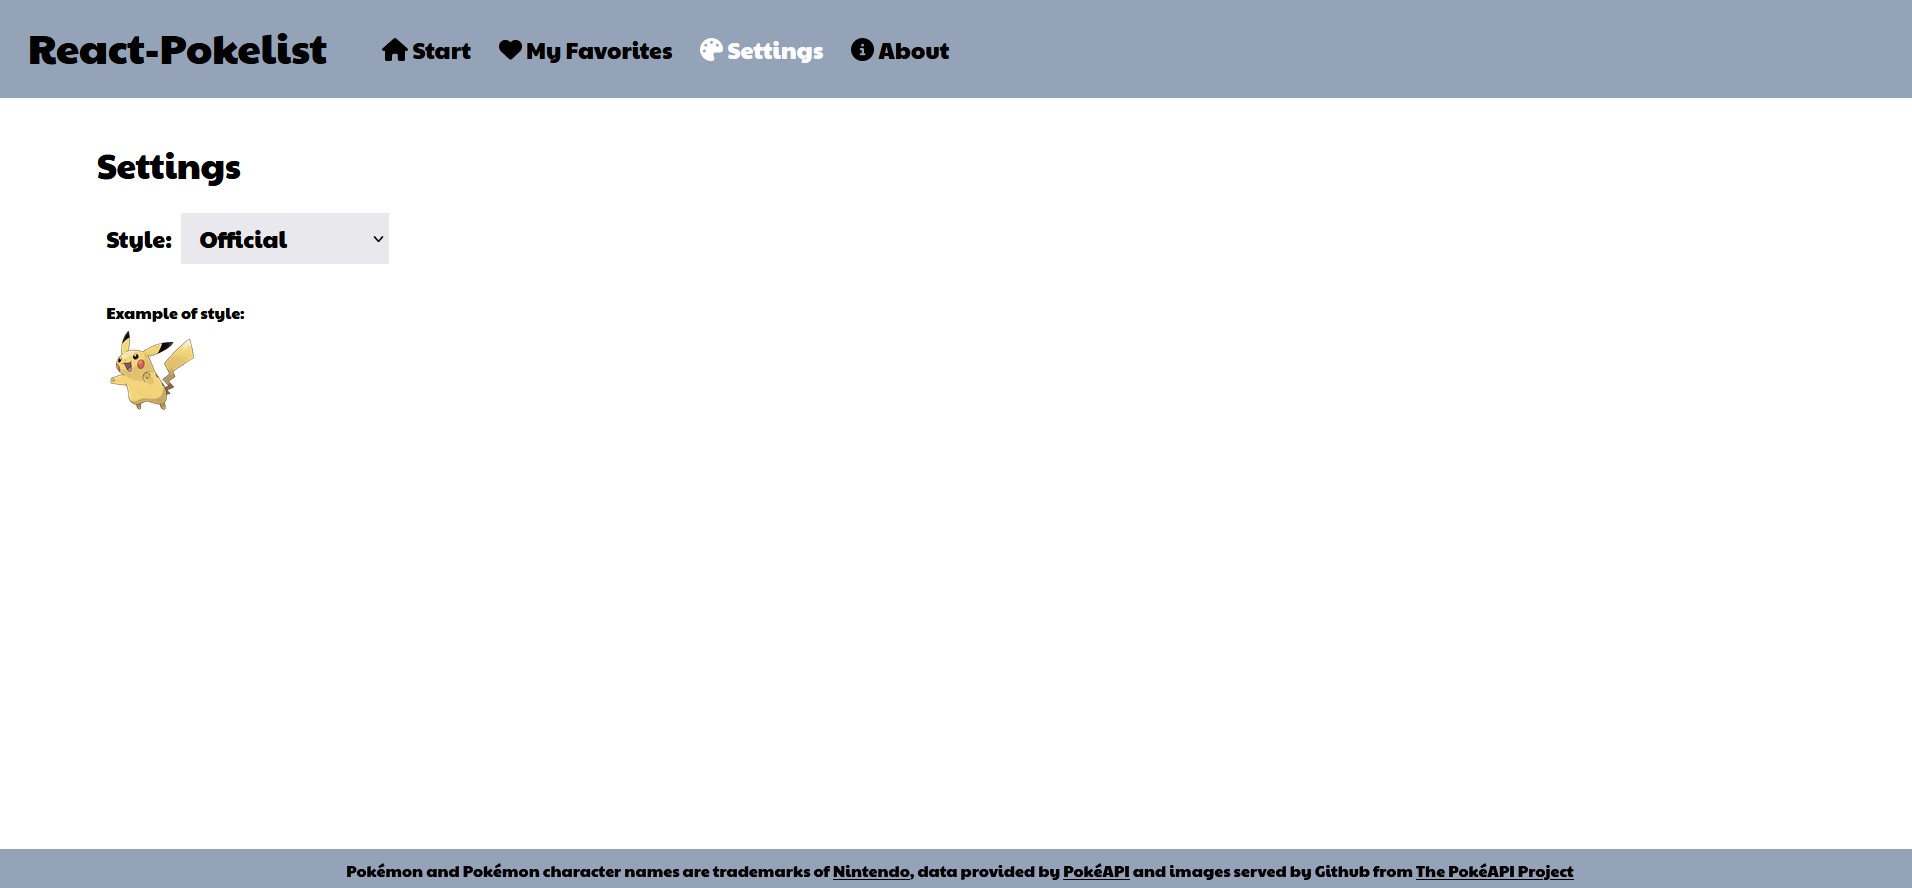 React-Pokelist
Start
My Favorites
Settings
About
Settings
Style:
Official
Example of style:
Pokémon and Pokémon character names are trademarks of Nintendo, data provided by PokéAPI and images served by Github from The PokéAPI Project